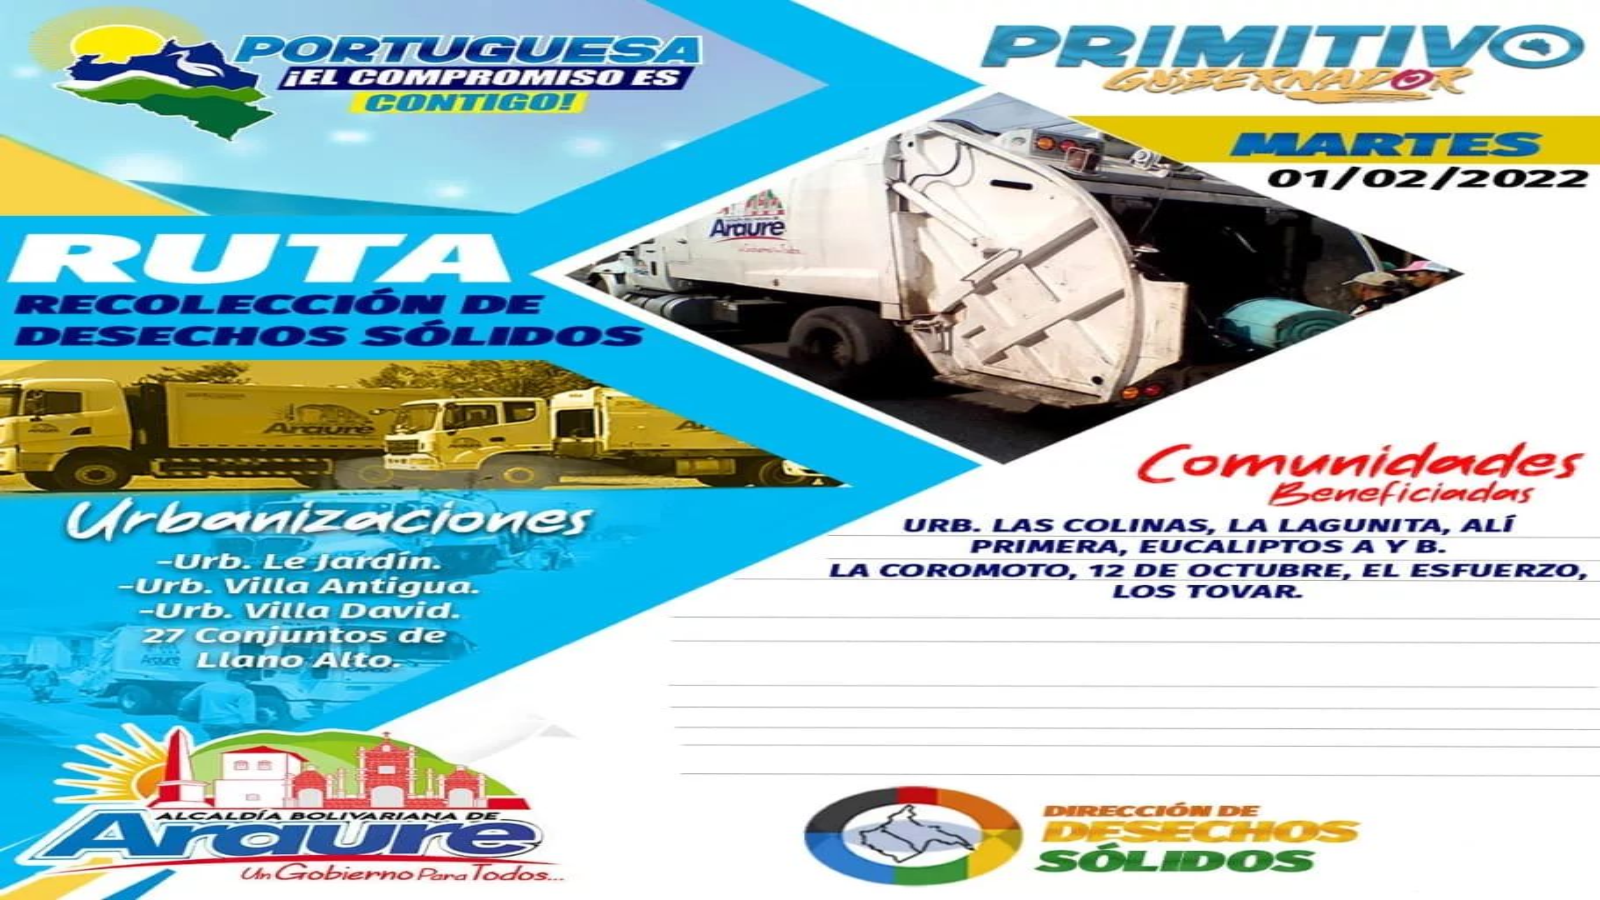 PORTUGUESA
¡EL COMPROMISO ES
CONTIGO!
PRIMITIVO
GOBERNADOR
MARTES
01/02/2022
RUTA
RECOLECCIÓN DE
DESECHOS SÓLIDOS
Araure
Araure
Urbanizaciones
-Urb. Le Jardín.
-Urb. Villa Antigua.
-Urb. Villa David.
27 Conjuntos de
Llano Alto.
Comunidades
Beneficiadas
URB. LAS COLINAS, LA LAGUNITA, ALÍ
PRIMERA, EUCALIPTOS A Y B.
LA COROMOTO, 12 DE OCTUBRE, EL ESFUERZO,
LOS TOVAR.
Araure
ALCALDÍA BOLIVARIANA DE
Araure
Un Gobierno Para Todos...
DIRECCIÓN DE
DESECHOS
SÓLIDOS